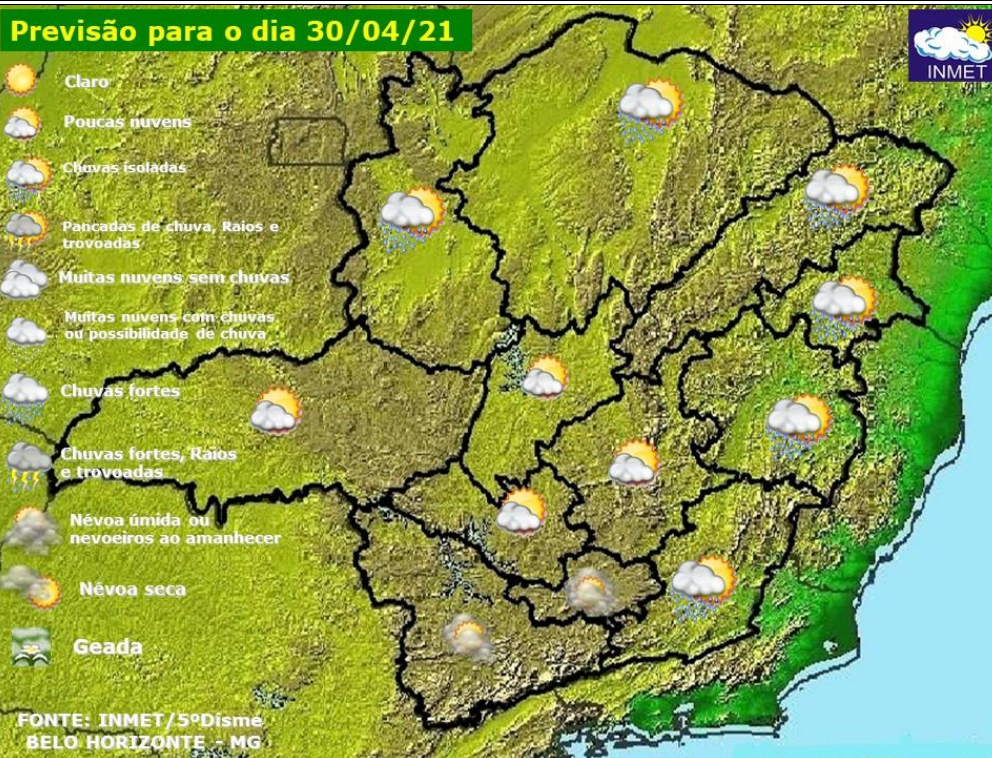 Previsão para o dia 30/04/21
INMET
Claro
Poucas nuvens
Chuvas isoladas
Pancadas de chuva, Raios e
trovoadas
Muitas nuvens sem chuvas
Muitas nuvens com chuvas
ou possibilidade de chuva
Chuvas fortes
Chuvas fortes, Raios
e trovoadas
Névoa úmida ou
nevoeiros ao amanhecer
Névoa seca
Geada
FONTE: INMET/5ºDisme
BELO HORIZONTE - MG